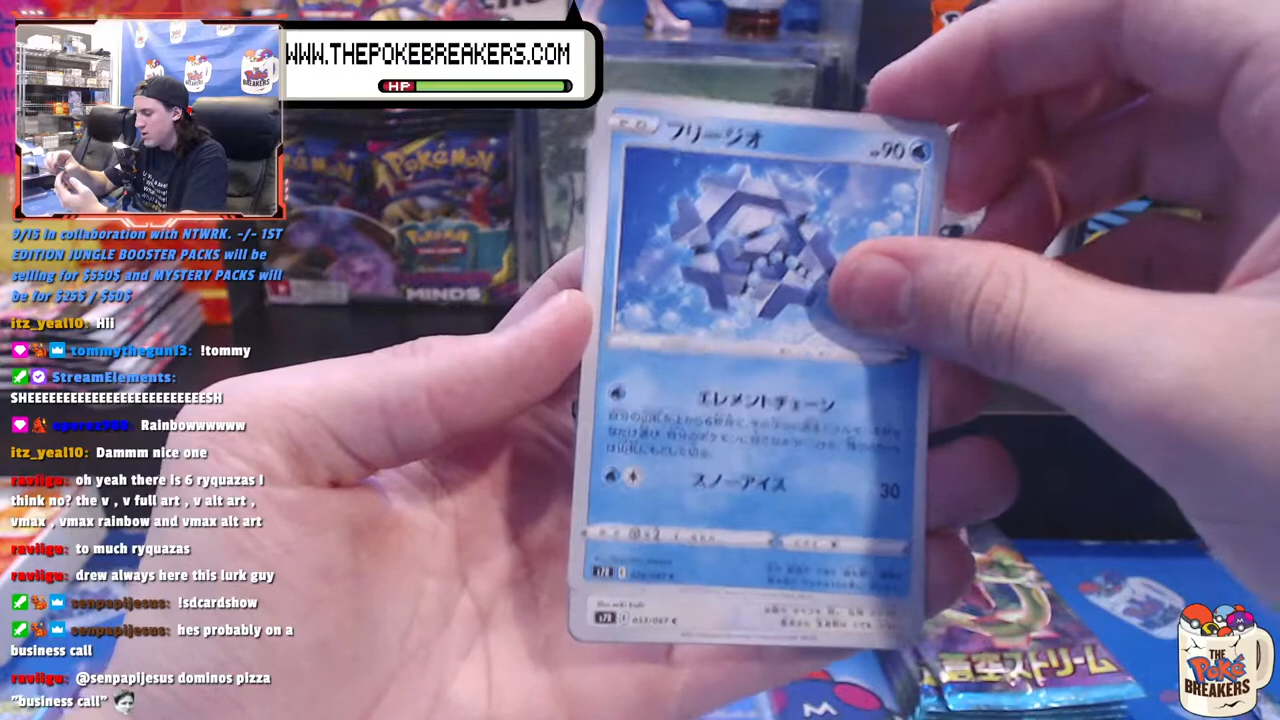 WWW.THEPOKEBREAKERS.COM
HP
9/15 in collaboration with NTWRK. -/- 1ST
EDITION JUNGLE BOOSTER PACKS will be
selling for $550$ and MYSTERY PACKS will
be for $25$ / $50$
itz_yeal10: Hii
tommythegun13: !tommy
StreamElements:
SHEEEEEEEEEEEEEEEEEEEEEEEESH
Rainbowwwwww
itz_yeal10: Dammm nice one
raviigu: oh yeah there is 6 ryquazas I
think no? the v , v full art , v alt art ,
vmax , vmax rainbow and vmax alt art
raviigu: to much ryquazas
raviigu: drew always here this lurk guy
senpapijesus: !sdcardshow
senpapijesus: hes probably on a
business call
raviigu: @senpapijesus dominos pizza
"business call"
Pokémon
Pokémon
MINDS
フリージオ
90
エレメントチェーン
スノーアイス 30
033/067 C
蒼空ストリーム
THE
Poké
BREAKERS